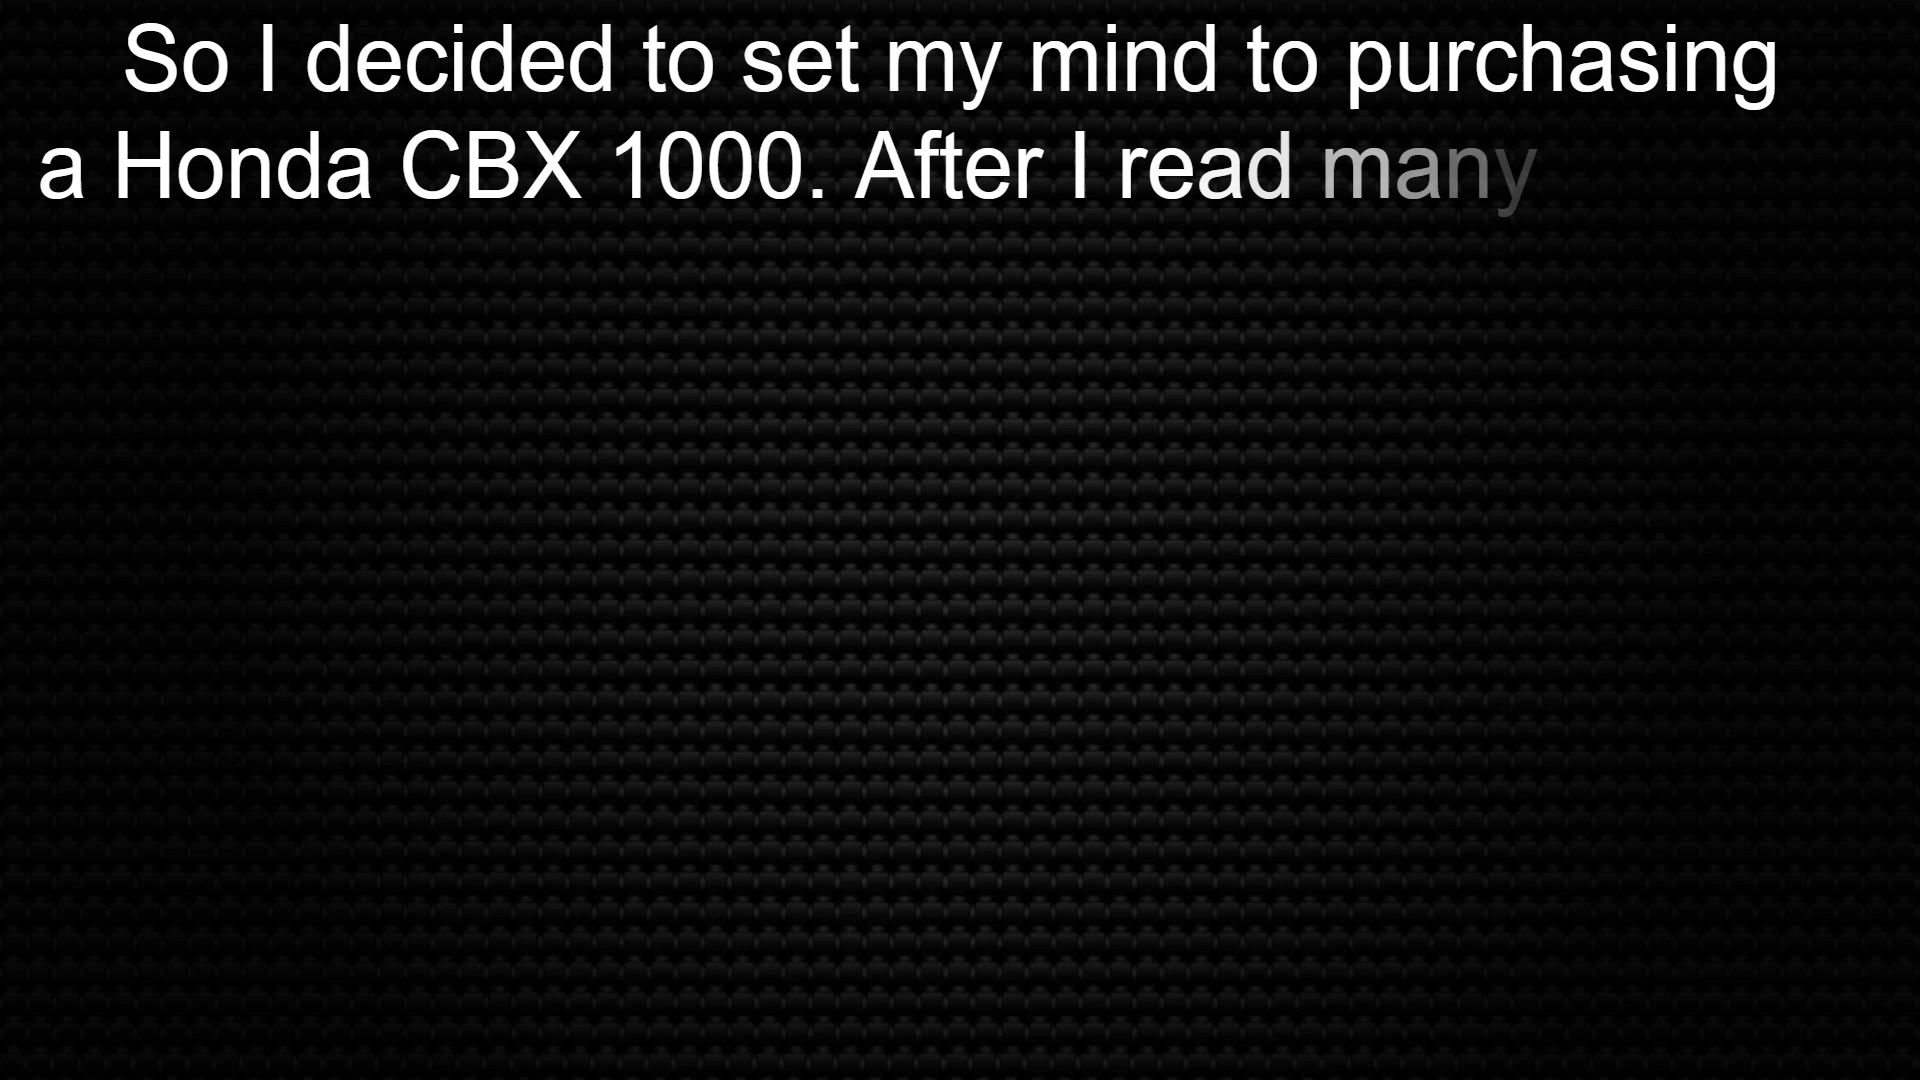 So I decided to set my mind to purchasing
a Honda CBX 1000. After I read many